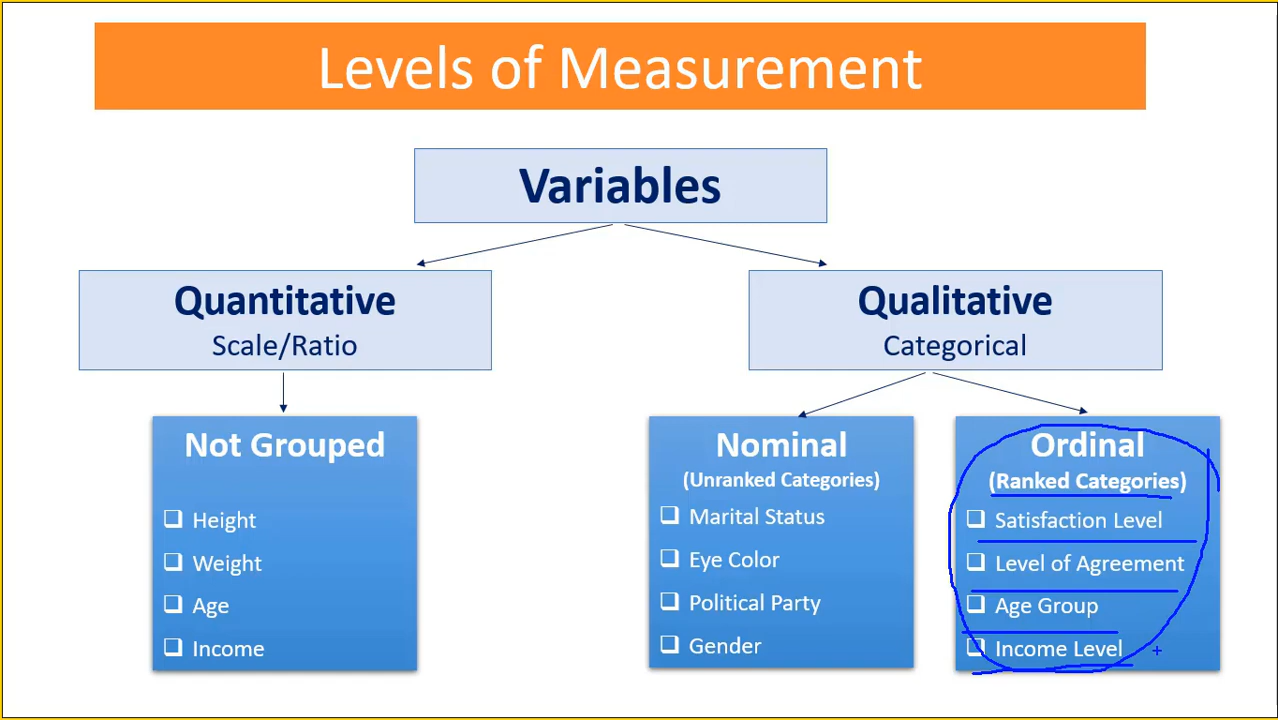 Levels of Measurement
Variables
Quantitative
Scale/Ratio
Qualitative
Categorical
Not Grouped
Height
Weight
Age
Income
Nominal
(Unranked Categories)
Marital Status
Eye Color
Political Party
Gender
Ordinal
(Ranked Categories)
Satisfaction Level
Level of Agreement
Age Group
Income Level